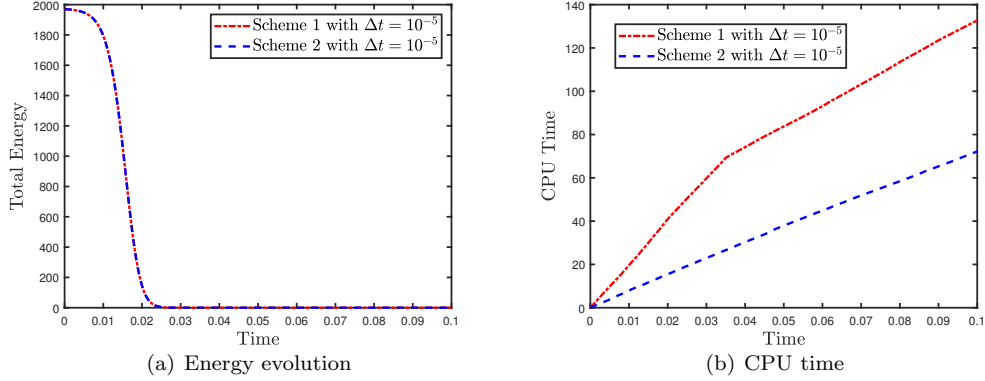 2000
1800
1600
1400
1200
1000
800
600
400
200
0
Total Energy
Scheme 1 with Δt = 10⁻⁵
Scheme 2 with Δt = 10⁻⁵
0 0.01 0.02 0.03 0.04 0.05 0.06 0.07 0.08 0.09 0.1
Time
(a) Energy evolution
140
120
100
80
60
40
20
0
CPU Time
Scheme 1 with Δt = 10⁻⁵
Scheme 2 with Δt = 10⁻⁵
0 0.01 0.02 0.03 0.04 0.05 0.06 0.07 0.08 0.09 0.1
Time
(b) CPU time